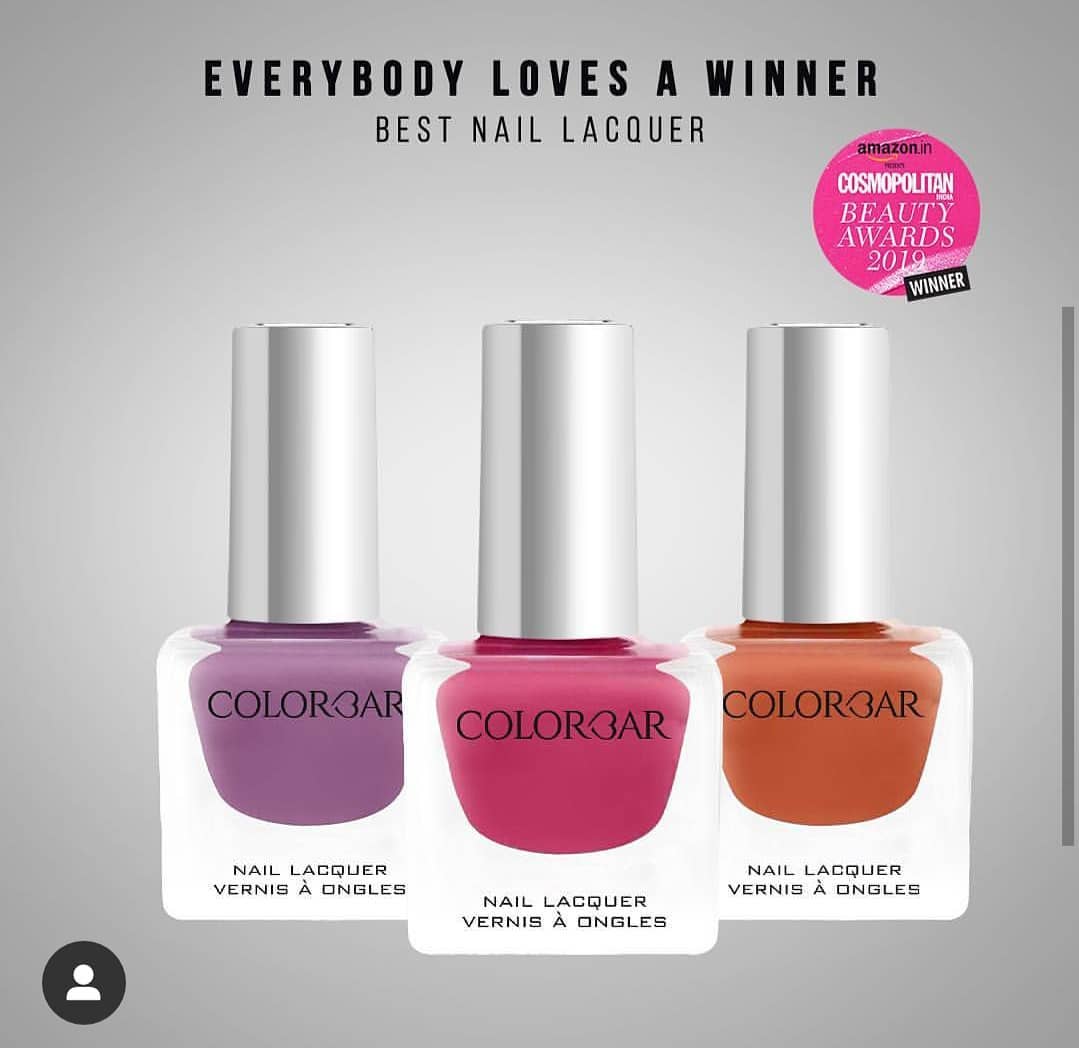 EVERYBODY LOVES A WINNER
BEST NAIL LACQUER
amazon.in
COSMOPOLITAN
INDIA
BEAUTY
AWARDS
2019
WINNER
COLORBAR
NAIL LACQUER
VERNIS À ONGLES
COLORBAR
NAIL LACQUER
VERNIS À ONGLES
COLORBAR
NAIL LACQUER
VERNIS À ONGLES